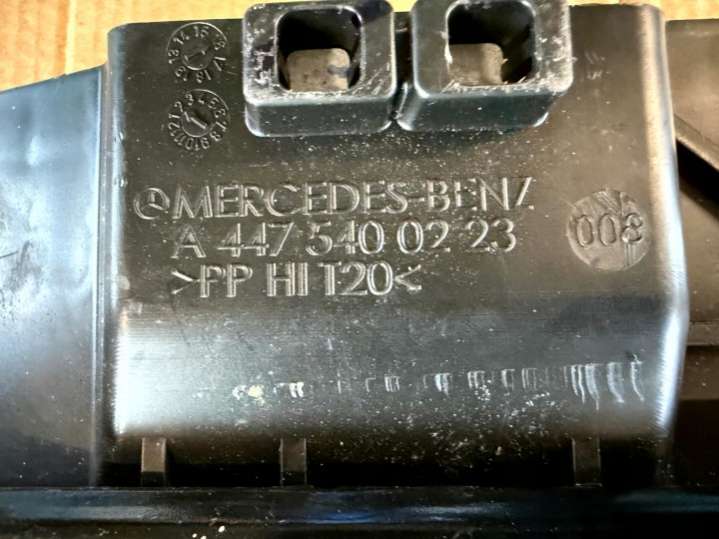 MERCEDES-BENZ
A 447 540 02 23
>PP HI T20<
008